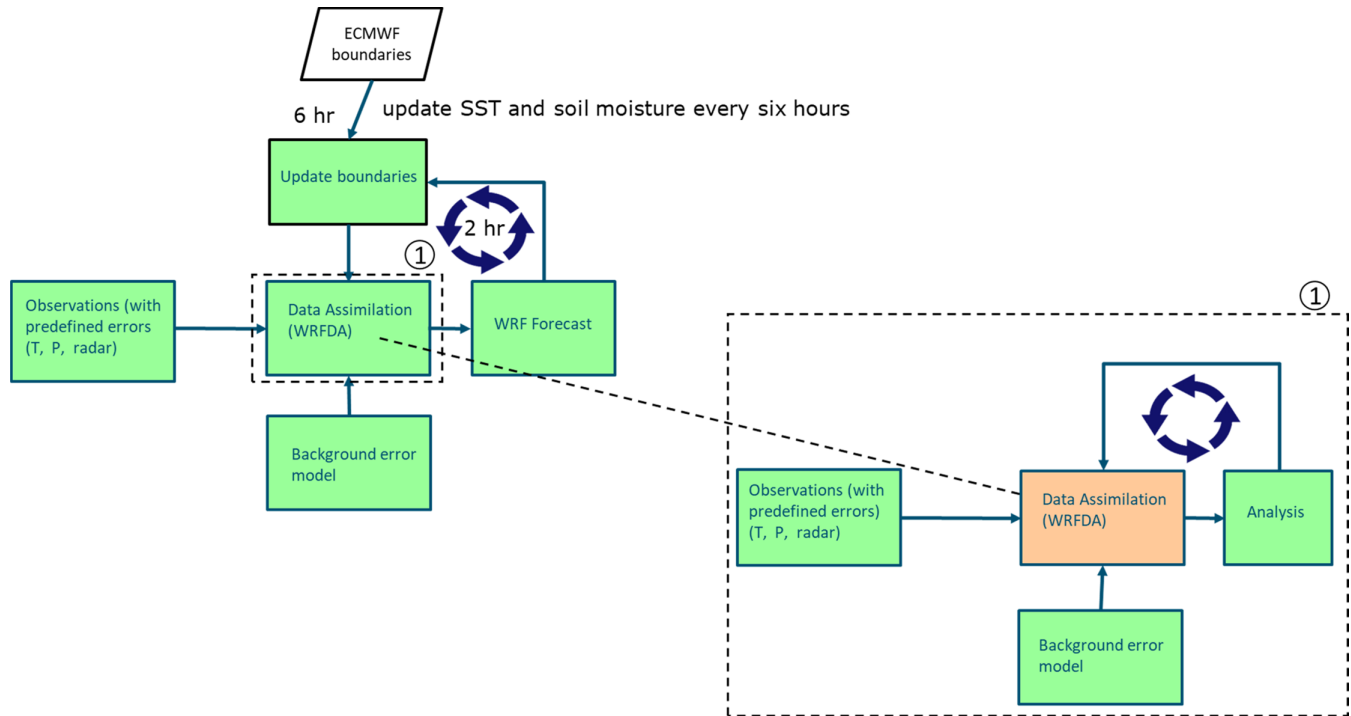 ECMWF
boundaries
6 hr
update SST and soil moisture every six hours
Update boundaries
2 hr
①
Observations (with
predefined errors
(T, P, radar)
Data Assimilation
(WRFDA)
WRF Forecast
Background error
model
①
Observations (with
predefined errors)
(T, P, radar)
Data Assimilation
(WRFDA)
Analysis
Background error
model